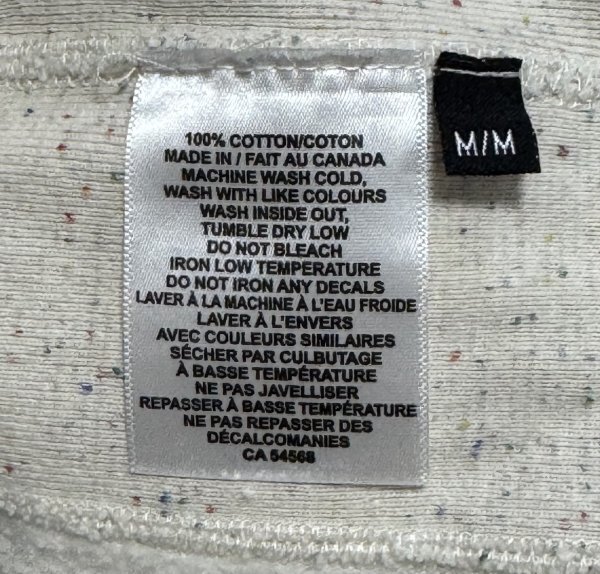 100% COTTON/COTON
MADE IN / FAIT AU CANADA
MACHINE WASH COLD,
WASH WITH LIKE COLOURS
WASH INSIDE OUT,
TUMBLE DRY LOW
DO NOT BLEACH
IRON LOW TEMPERATURE
DO NOT IRON ANY DECALS
LAVER À LA MACHINE À L'EAU FROIDE
LAVER À L'ENVERS
AVEC COULEURS SIMILAIRES
SÉCHER PAR CULBUTAGE
À BASSE TEMPÉRATURE
NE PAS JAVELLISER
REPASSER À BASSE TEMPÉRATURE
NE PAS REPASSER DES
DÉCALCOMANIES
CA 54568
M/M